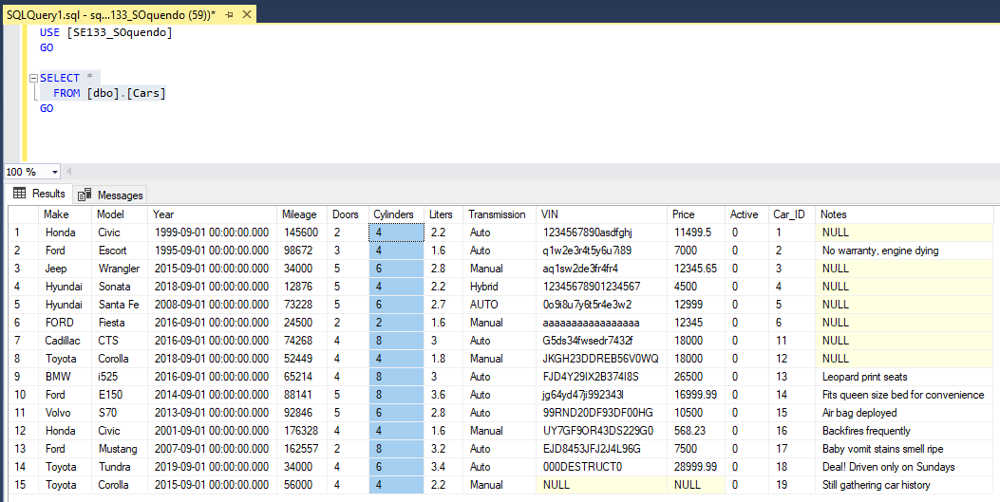 SQLQuery1.sql - sq...133_SOquendo (59))*
USE [SE133_SOquendo]
GO
SELECT *
FROM [dbo].[Cars]
GO
100 %
Results Messages
Make Model Year Mileage Doors Cylinders Liters Transmission VIN Price Active Car_ID Notes
1 Honda Civic 1999-09-01 00:00:00.000 145600 2 4 2.2 Auto 1234567890asdfghj 11499.5 0 1 NULL
2 Ford Escort 1995-09-01 00:00:00.000 98672 3 4 1.6 Auto q1w2e3r4t5y6u7i89 7000 0 2 No warranty, engine dying
3 Jeep Wrangler 2015-09-01 00:00:00.000 34000 5 6 2.8 Manual aq1sw2de3fr4fr4 12345.65 0 3 NULL
4 Hyundai Sonata 2018-09-01 00:00:00.000 12876 5 4 2.2 Hybrid 12345678901234567 4500 0 4 NULL
5 Hyundai Santa Fe 2008-09-01 00:00:00.000 73228 5 6 2.7 AUTO 0o9i8u7y6t5r4e3w2 12999 0 5 NULL
6 FORD Fiesta 2016-09-01 00:00:00.000 24500 2 2 1.6 Manual aaaaaaaaaaaaaaaaa 12345 0 6 NULL
7 Cadillac CTS 2016-09-01 00:00:00.000 74268 4 8 3 Auto G5ds34fwsedr7432f 18000 0 11 NULL
8 Toyota Corolla 2018-09-01 00:00:00.000 52449 4 4 1.8 Manual JKGH23DDREB56V0WQ 18000 0 12 NULL
9 BMW i525 2016-09-01 00:00:00.000 65214 4 8 3 Auto FJD4Y29IX2B374I8S 26500 0 13 Leopard print seats
10 Ford E150 2014-09-01 00:00:00.000 88141 5 8 3.6 Auto jg64yd47ji992343l 16999.99 0 14 Fits queen size bed for convenience
11 Volvo S70 2013-09-01 00:00:00.000 92846 5 6 2.8 Auto 99RND20DF93DF00HG 10500 0 15 Air bag deployed
12 Honda Civic 2001-09-01 00:00:00.000 176328 4 4 1.6 Manual UY7GF9OR43DS229G0 568.23 0 16 Backfires frequently
13 Ford Mustang 2007-09-01 00:00:00.000 162557 2 8 3.2 Auto EJD8453JFJ2J4L96G 7500 0 17 Baby vomit stains smell ripe
14 Toyota Tundra 2019-09-01 00:00:00.000 34000 4 6 3.4 Auto 000DESTRUCT0 28999.99 0 18 Deal! Driven only on Sundays
15 Toyota Corolla 2015-09-01 00:00:00.000 56000 4 4 2.2 Manual NULL NULL 0 19 Still gathering car history